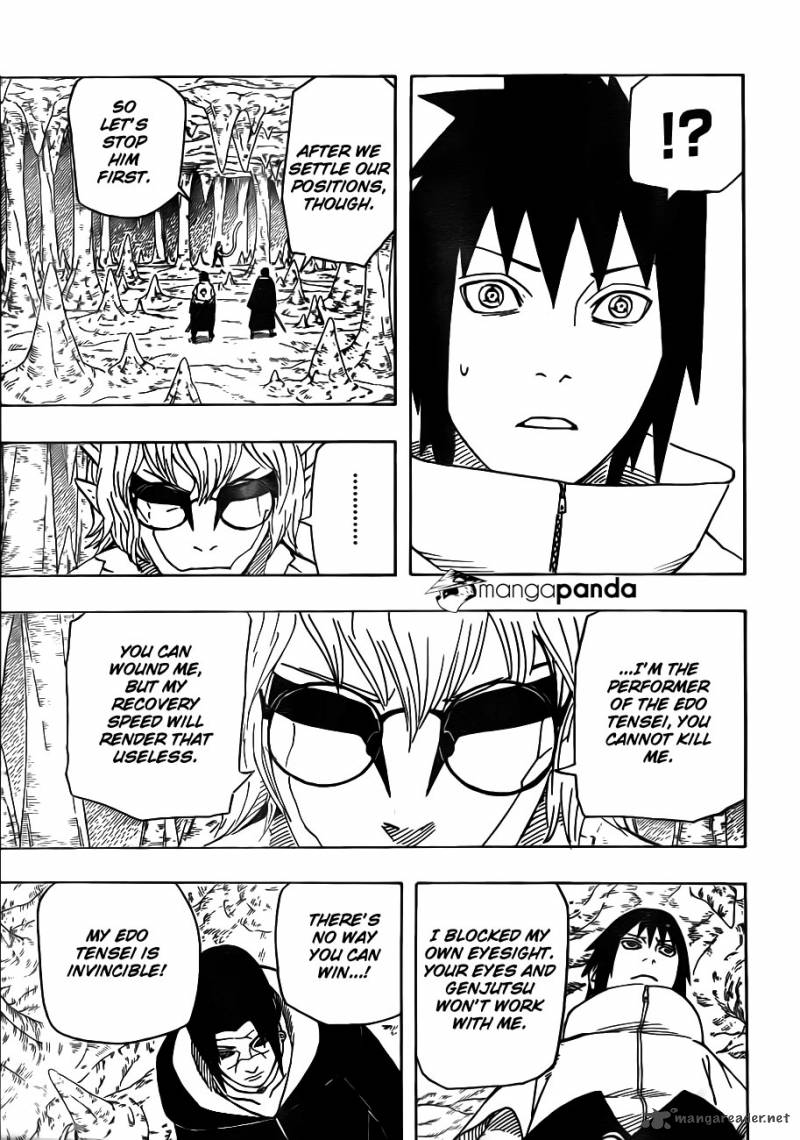 !?
AFTER WE
SETTLE OUR
POSITIONS,
THOUGH.
SO
LET'S
STOP
HIM
FIRST.
..........
mangapanda
...I'M THE
PERFORMER
OF THE EDO
TENSEI, YOU
CANNOT KILL
ME.
YOU CAN
WOUND ME,
BUT MY
RECOVERY
SPEED WILL
RENDER THAT
USELESS.
I BLOCKED MY
OWN EYESIGHT.
YOUR EYES AND
GENJUTSU
WON'T WORK
WITH ME.
THERE'S
NO WAY
YOU CAN
WIN...!
MY EDO
TENSEI IS
INVINCIBLE!
mangareader.net